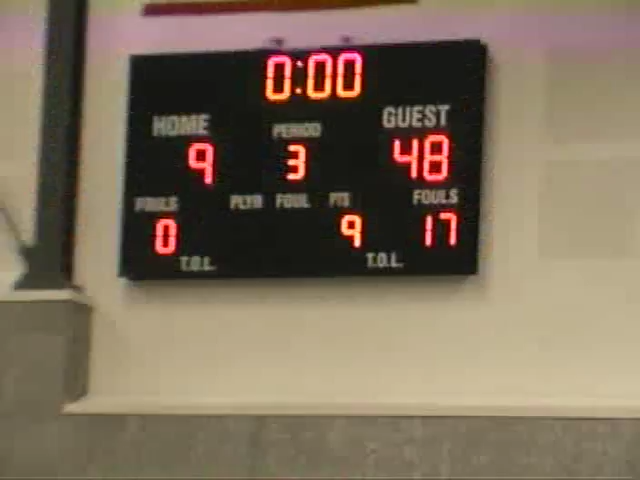 0:00
HOME PERIOD GUEST
9 3 48
FOULS PLYR FOUL PTS FOULS
0 9 17
T.O.L. T.O.L.